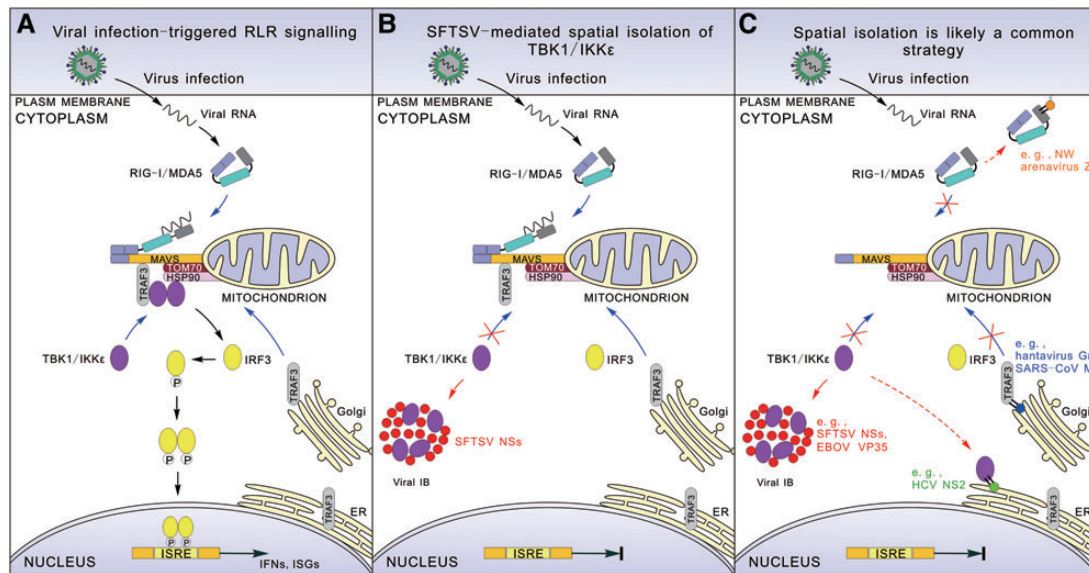 A
Viral infection-triggered RLR signalling
Virus infection
PLASM MEMBRANE
CYTOPLASM
Viral RNA
RIG-I/MDA5
MAVS
TOM70
HSP90
TRAF3
MITOCHONDRION
TBK1/IKKε
IRF3
P
TRAF3
Golgi
P P
TRAF3
ER
P P
ISRE
NUCLEUS
IFNs, ISGs
B
SFTSV-mediated spatial isolation of
TBK1/IKKε
Virus infection
PLASM MEMBRANE
CYTOPLASM
Viral RNA
RIG-I/MDA5
MAVS
TOM70
HSP90
TRAF3
MITOCHONDRION
TBK1/IKKε
IRF3
TRAF3
Golgi
SFTSV NSs
Viral IB
TRAF3
ER
ISRE
NUCLEUS
C
Spatial isolation is likely a common
strategy
Virus infection
PLASM MEMBRANE
CYTOPLASM
Viral RNA
RIG-I/MDA5
e. g. , NW
arenavirus Z
MAVS
TOM70
HSP90
MITOCHONDRION
TBK1/IKKε
IRF3
e. g. ,
hantavirus G
SARS-CoV M
TRAF3
Golgi
e. g. ,
SFTSV NSs,
EBOV VP35
Viral IB
e. g. ,
HCV NS2
TRAF3
ER
ISRE
NUCLEUS